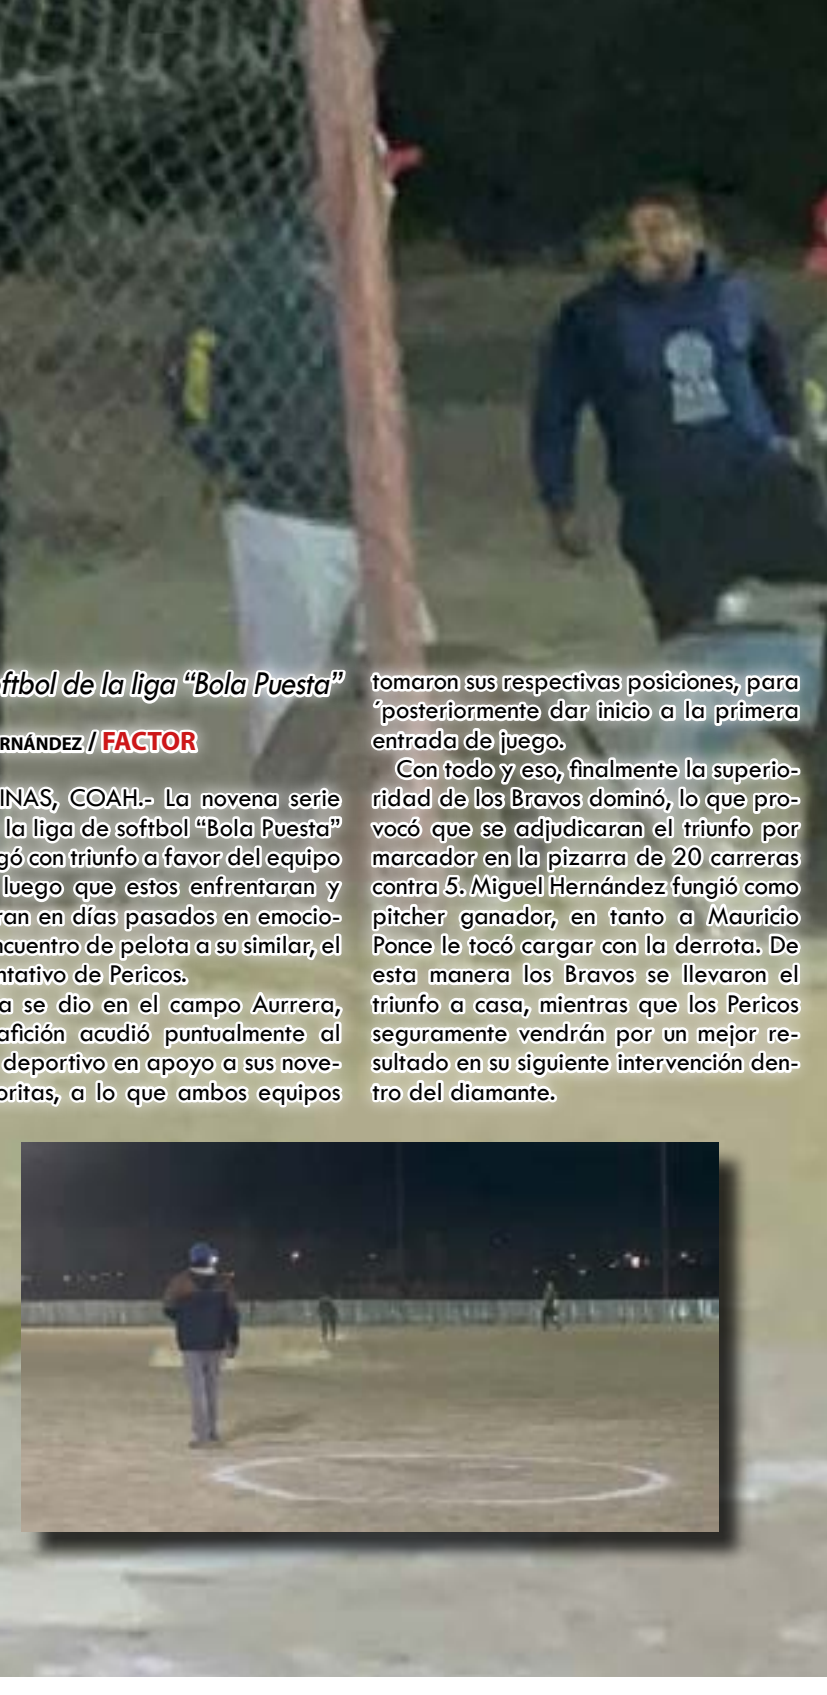 ftbol de la liga “Bola Puesta”
RNÁNDEZ / FACTOR
INAS, COAH.- La novena serie
la liga de softbol “Bola Puesta”
gó con triunfo a favor del equipo
luego que estos enfrentaran y
ran en días pasados en emocio-
ncuentro de pelota a su similar, el
ntativo de Pericos.
a se dio en el campo Aurrera,
afición acudió puntualmente al
deportivo en apoyo a sus nove-
oritas, a lo que ambos equipos
tomaron sus respectivas posiciones, para
´posteriormente dar inicio a la primera
entrada de juego.
Con todo y eso, finalmente la superio-
ridad de los Bravos dominó, lo que pro-
vocó que se adjudicaran el triunfo por
marcador en la pizarra de 20 carreras
contra 5. Miguel Hernández fungió como
pitcher ganador, en tanto a Mauricio
Ponce le tocó cargar con la derrota. De
esta manera los Bravos se llevaron el
triunfo a casa, mientras que los Pericos
seguramente vendrán por un mejor re-
sultado en su siguiente intervención den-
tro del diamante.